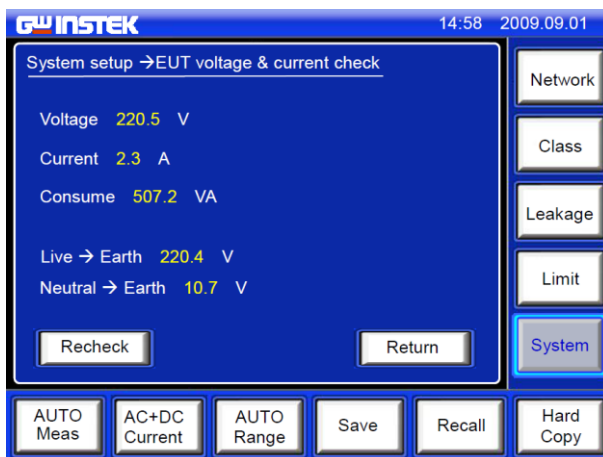 GW INSTEK 14:58 2009.09.01
System setup →EUT voltage & current check
Voltage 220.5 V
Current 2.3 A
Consume 507.2 VA
Live → Earth 220.4 V
Neutral → Earth 10.7 V
Recheck Return
Network
Class
Leakage
Limit
System
AUTO
Meas
AC+DC
Current
AUTO
Range
Save
Recall
Hard
Copy